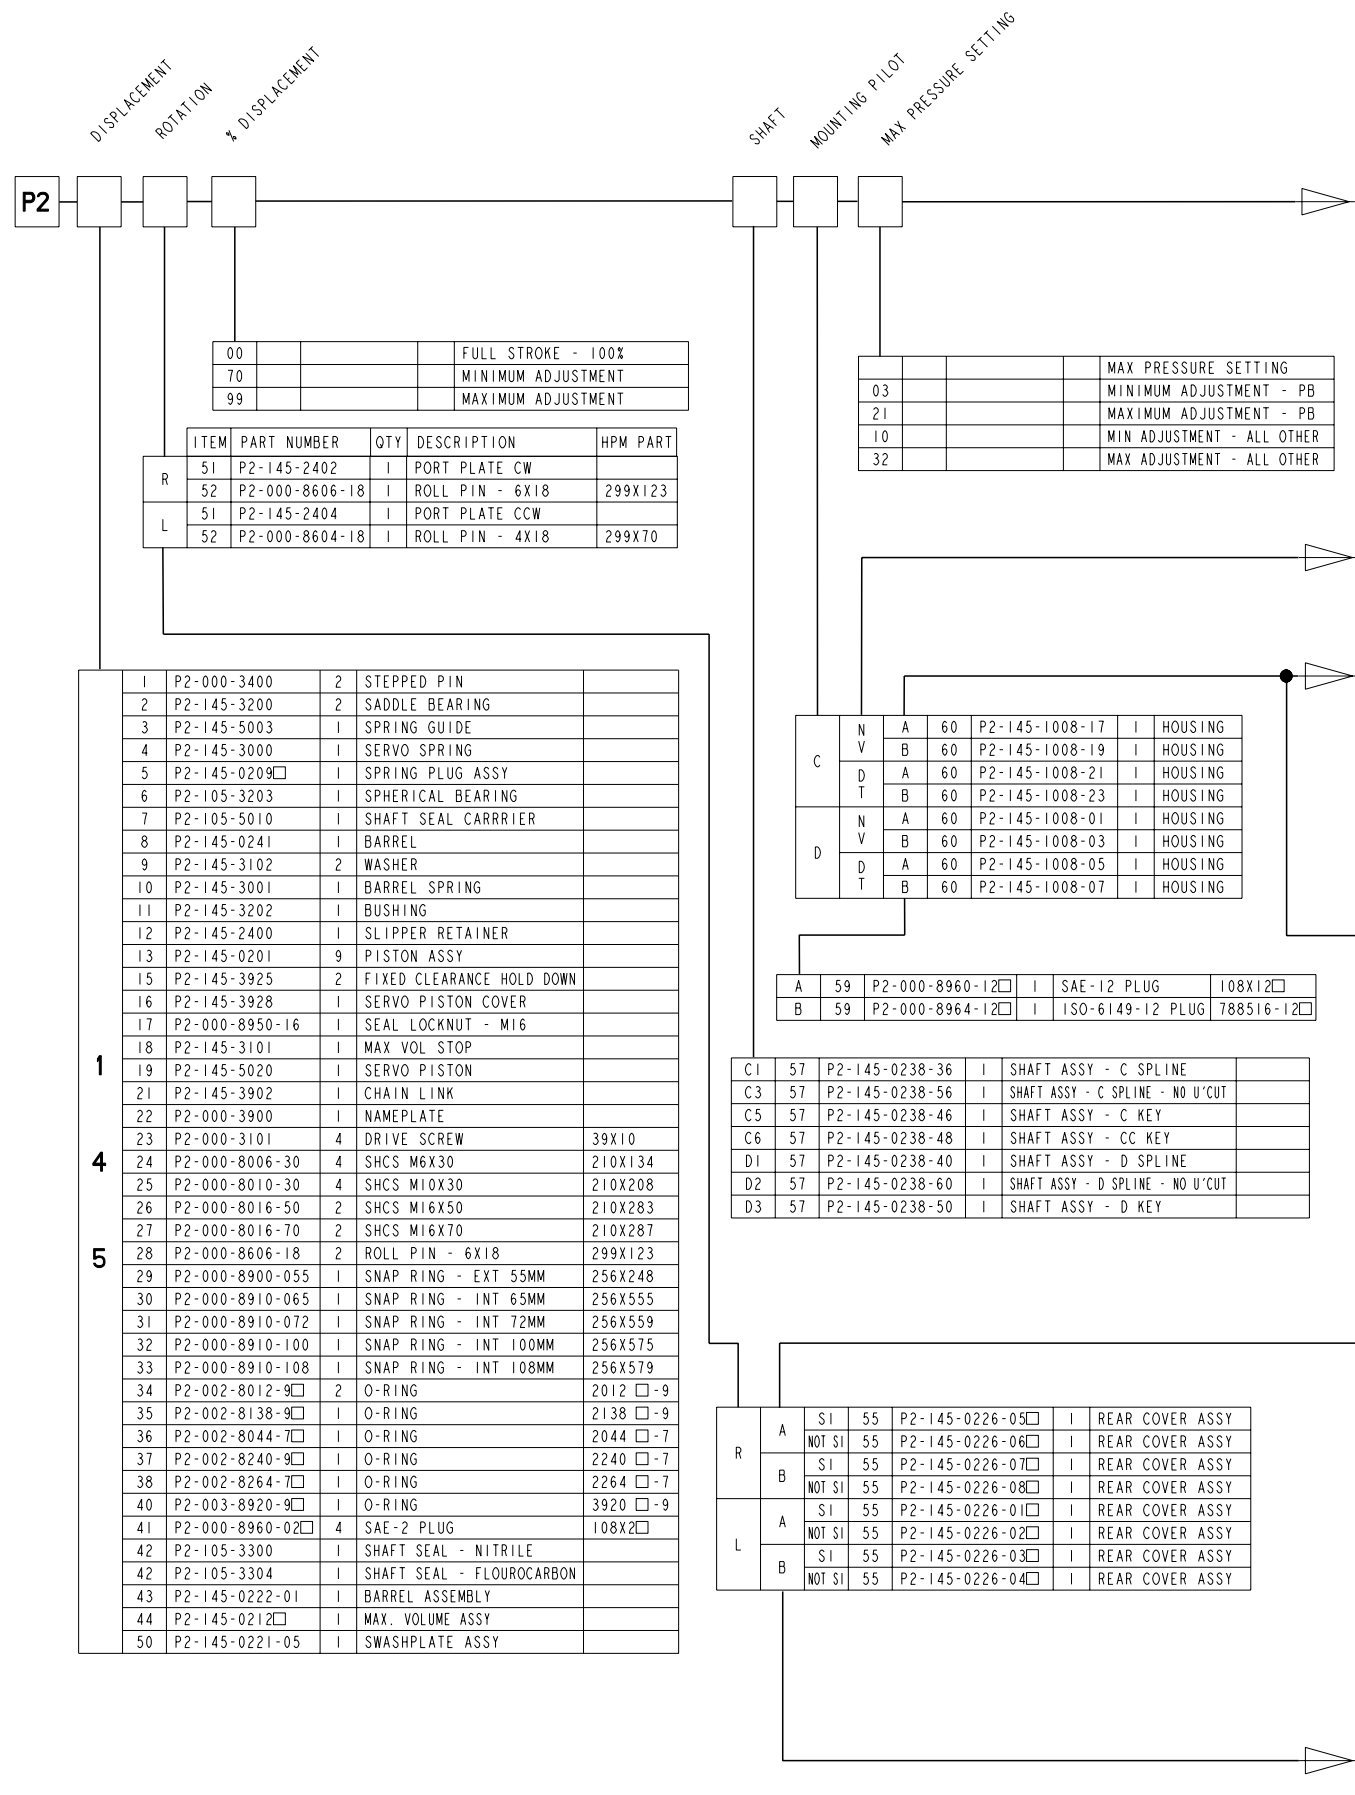 DISPLACEMENT
ROTATION
% DISPLACEMENT
SHAFT
MOUNTING PILOT
MAX PRESSURE SETTING
P2
00 FULL STROKE - 100%
70 MINIMUM ADJUSTMENT
99 MAXIMUM ADJUSTMENT
MAX PRESSURE SETTING
03 MINIMUM ADJUSTMENT - PB
21 MAXIMUM ADJUSTMENT - PB
10 MIN ADJUSTMENT - ALL OTHER
32 MAX ADJUSTMENT - ALL OTHER
ITEM PART NUMBER QTY DESCRIPTION HPM PART
R
51 P2-145-2402 1 PORT PLATE CW
52 P2-000-8606-18 1 ROLL PIN - 6X18 299X123
L
51 P2-145-2404 1 PORT PLATE CCW
52 P2-000-8604-18 1 ROLL PIN - 4X18 299X70
1 4 5
1 P2-000-3400 2 STEPPED PIN
2 P2-145-3200 2 SADDLE BEARING
3 P2-145-5003 1 SPRING GUIDE
4 P2-145-3000 1 SERVO SPRING
5 P2-145-0209□ 1 SPRING PLUG ASSY
6 P2-105-3203 1 SPHERICAL BEARING
7 P2-105-5010 1 SHAFT SEAL CARRRIER
8 P2-145-0241 1 BARREL
9 P2-145-3102 2 WASHER
10 P2-145-3001 1 BARREL SPRING
11 P2-145-3202 1 BUSHING
12 P2-145-2400 1 SLIPPER RETAINER
13 P2-145-0201 9 PISTON ASSY
15 P2-145-3925 2 FIXED CLEARANCE HOLD DOWN
16 P2-145-3928 1 SERVO PISTON COVER
17 P2-000-8950-16 1 SEAL LOCKNUT - M16
18 P2-145-3101 1 MAX VOL STOP
19 P2-145-5020 1 SERVO PISTON
21 P2-145-3902 1 CHAIN LINK
22 P2-000-3900 1 NAMEPLATE
23 P2-000-3101 4 DRIVE SCREW 39X10
24 P2-000-8006-30 4 SHCS M6X30 210X134
25 P2-000-8010-30 4 SHCS M10X30 210X208
26 P2-000-8016-50 2 SHCS M16X50 210X283
27 P2-000-8016-70 2 SHCS M16X70 210X287
28 P2-000-8606-18 2 ROLL PIN - 6X18 299X123
29 P2-000-8900-055 1 SNAP RING - EXT 55MM 256X248
30 P2-000-8910-065 1 SNAP RING - INT 65MM 256X555
31 P2-000-8910-072 1 SNAP RING - INT 72MM 256X559
32 P2-000-8910-100 1 SNAP RING - INT 100MM 256X575
33 P2-000-8910-108 1 SNAP RING - INT 108MM 256X579
34 P2-002-8012-9□ 2 O-RING 2012 □-9
35 P2-002-8138-9□ 1 O-RING 2138 □-9
36 P2-002-8044-7□ 1 O-RING 2044 □-7
37 P2-002-8240-9□ 1 O-RING 2240 □-7
38 P2-002-8264-7□ 1 O-RING 2264 □-7
40 P2-003-8920-9□ 1 O-RING 3920 □-9
41 P2-000-8960-02□ 4 SAE-2 PLUG 108X2□
42 P2-105-3300 1 SHAFT SEAL - NITRILE
42 P2-105-3304 1 SHAFT SEAL - FLOUROCARBON
43 P2-145-0222-01 1 BARREL ASSEMBLY
44 P2-145-0212□ 1 MAX. VOLUME ASSY
50 P2-145-0221-05 1 SWASHPLATE ASSY
C
NV
A 60 P2-145-1008-17 1 HOUSING
B 60 P2-145-1008-19 1 HOUSING
DT
A 60 P2-145-1008-21 1 HOUSING
B 60 P2-145-1008-23 1 HOUSING
D
NV
A 60 P2-145-1008-01 1 HOUSING
B 60 P2-145-1008-03 1 HOUSING
DT
A 60 P2-145-1008-05 1 HOUSING
B 60 P2-145-1008-07 1 HOUSING
A 59 P2-000-8960-12□ 1 SAE-12 PLUG 108X12□
B 59 P2-000-8964-12□ 1 ISO-6149-12 PLUG 788516-12□
C1 57 P2-145-0238-36 1 SHAFT ASSY - C SPLINE
C3 57 P2-145-0238-56 1 SHAFT ASSY - C SPLINE - NO U'CUT
C5 57 P2-145-0238-46 1 SHAFT ASSY - C KEY
C6 57 P2-145-0238-48 1 SHAFT ASSY - CC KEY
D1 57 P2-145-0238-40 1 SHAFT ASSY - D SPLINE
D2 57 P2-145-0238-60 1 SHAFT ASSY - D SPLINE - NO U'CUT
D3 57 P2-145-0238-50 1 SHAFT ASSY - D KEY
R
A
S1 55 P2-145-0226-05□ 1 REAR COVER ASSY
NOT S1 55 P2-145-0226-06□ 1 REAR COVER ASSY
B
S1 55 P2-145-0226-07□ 1 REAR COVER ASSY
NOT S1 55 P2-145-0226-08□ 1 REAR COVER ASSY
L
A
S1 55 P2-145-0226-01□ 1 REAR COVER ASSY
NOT S1 55 P2-145-0226-02□ 1 REAR COVER ASSY
B
S1 55 P2-145-0226-03□ 1 REAR COVER ASSY
NOT S1 55 P2-145-0226-04□ 1 REAR COVER ASSY